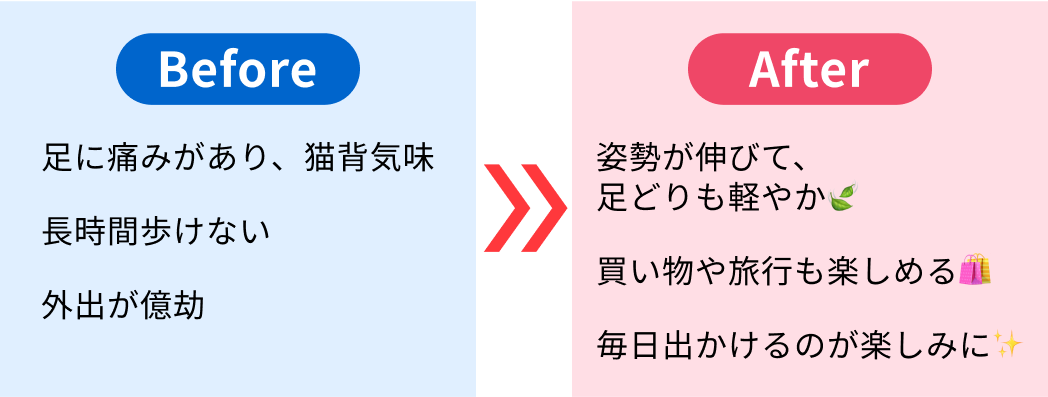 Before
足に痛みがあり、猫背気味
長時間歩けない
外出が億劫
After
姿勢が伸びて、
足どりも軽やか🌿
買い物や旅行も楽しめる🛍️
毎日出かけるのが楽しみに✨